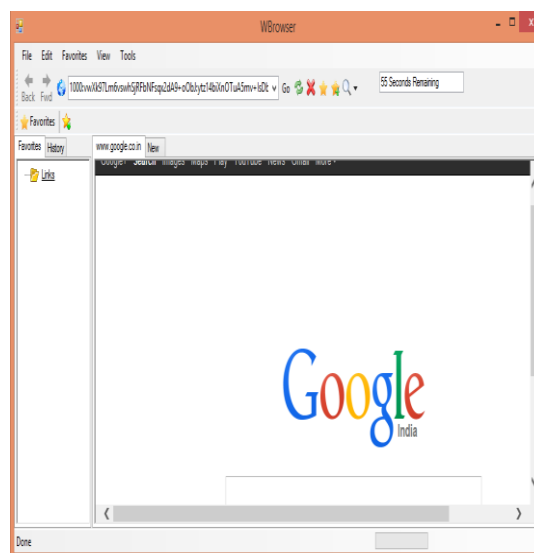 WBrowser
File Edit Favorites View Tools
Back Fwd Go 55 Seconds Remaining
Favorites
Favorites History www.google.co.in New
Google+ Search Images Maps Play YouTube News Gmail More
Links
Google
India
Done